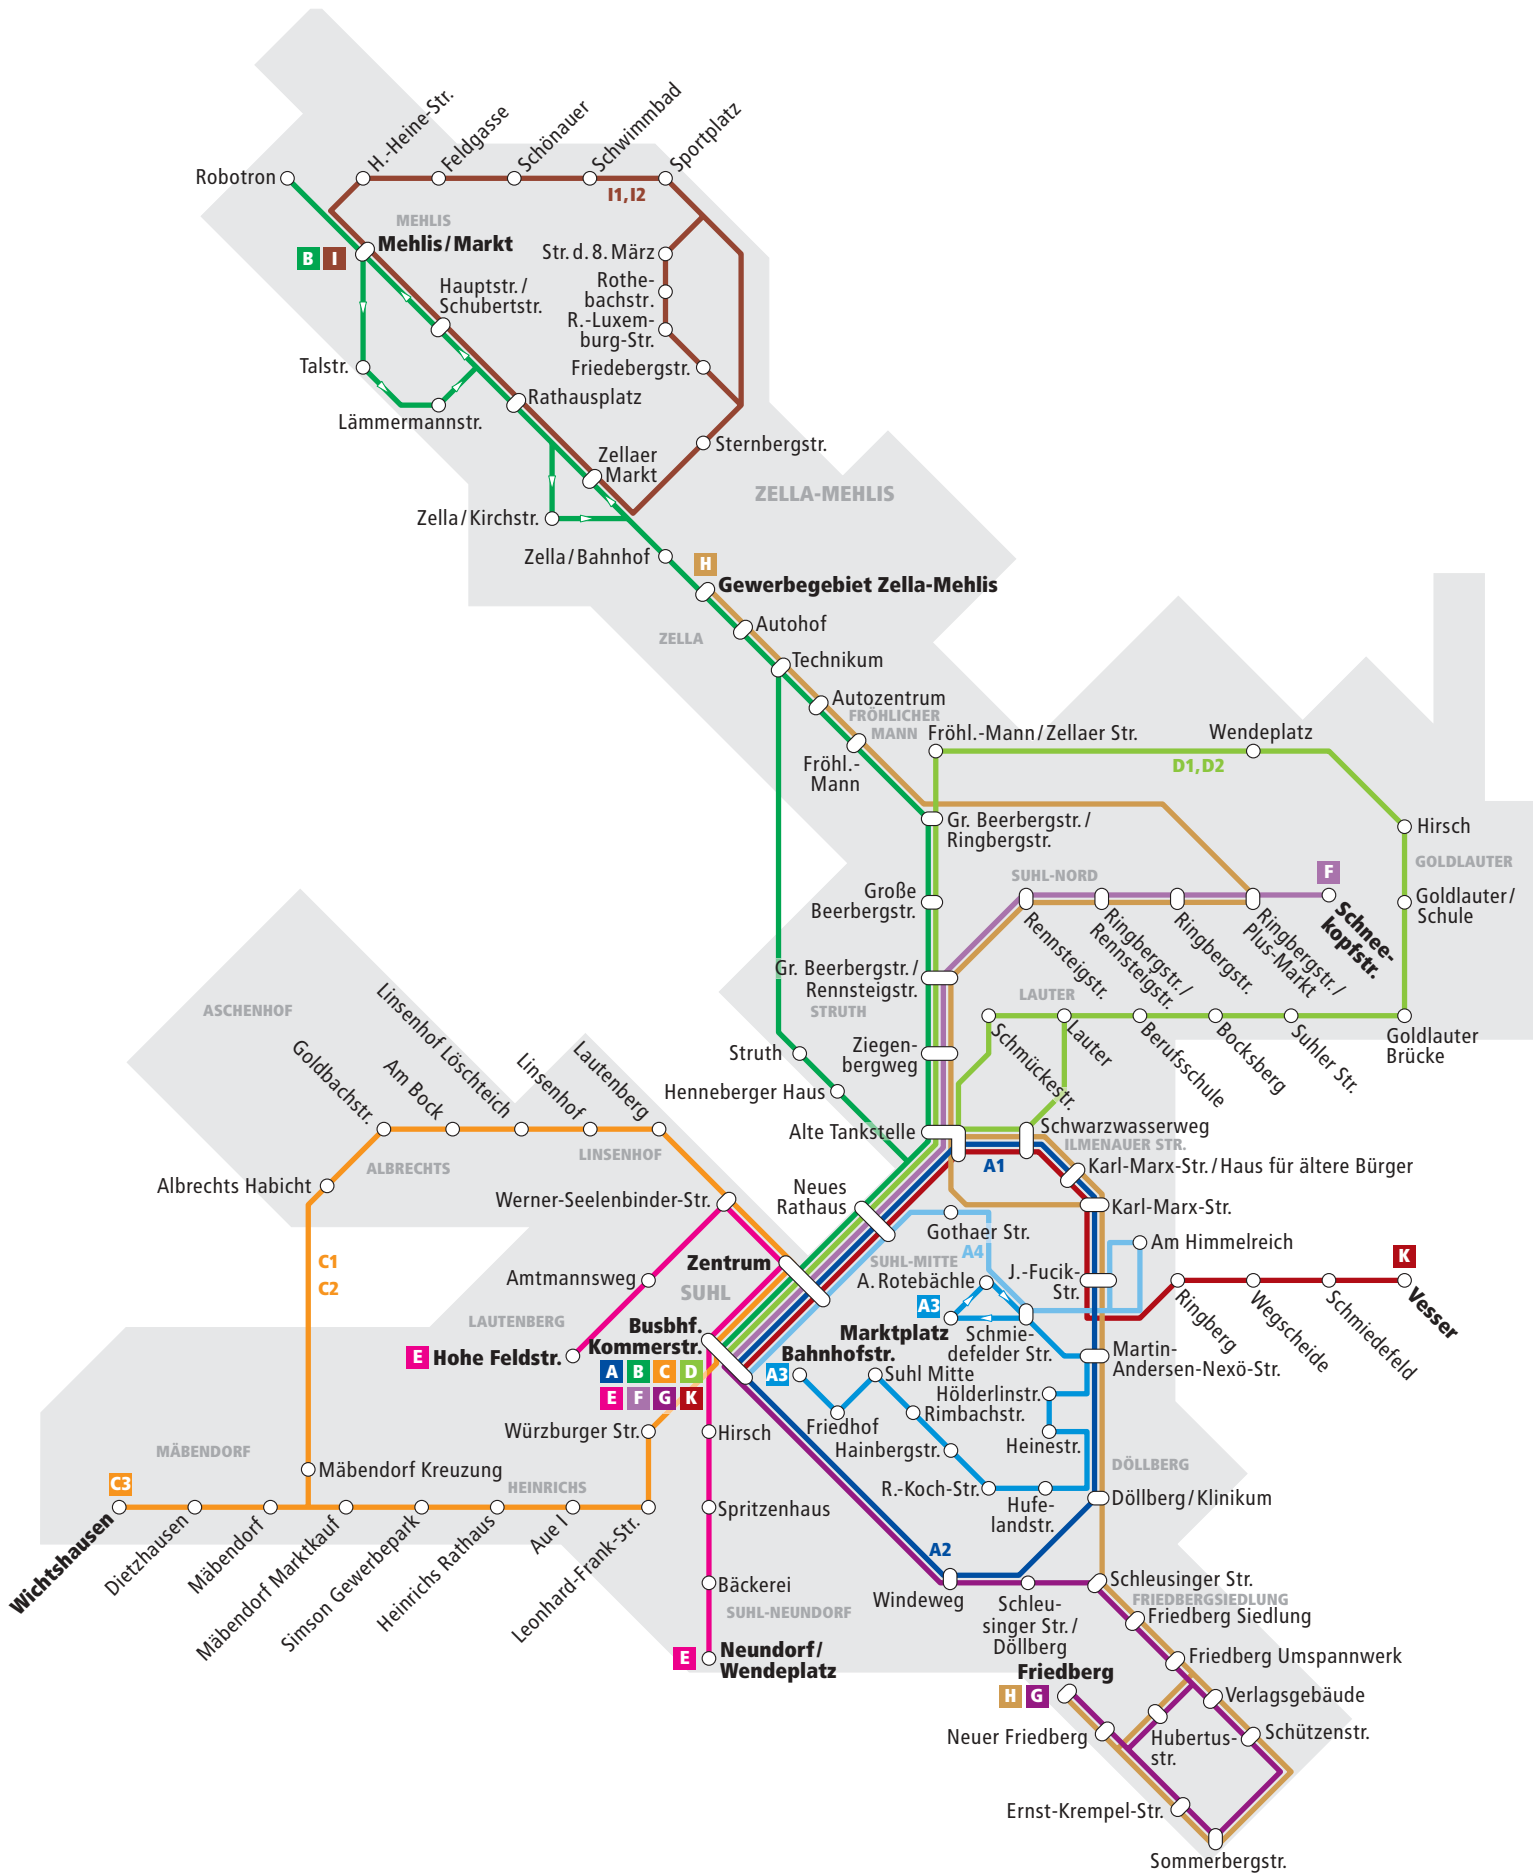 H.-Heine-Str.
Feldgasse
Schönauer
Schwimmbad
Sportplatz
Robotron
I1, I2
MEHLIS
Mehlis/Markt
B I
Str. d. 8. März
Rothe-
bachstr.
R.-Luxem-
burg-Str.
Friedebergstr.
Hauptstr./
Schubertstr.
Talstr.
Rathausplatz
Lämmermannstr.
Sternbergstr.
Zellaer
Markt
ZELLA-MEHLIS
Zella/Kirchstr.
Zella/Bahnhof
H
Gewerbegebiet Zella-Mehlis
Autohof
ZELLA
Technikum
Autozentrum
FRÖHLICHER
MANN
Fröhl.-
Mann
Fröhl.-Mann/Zellaer Str.
Wendeplatz
D1, D2
Gr. Beerbergstr./
Ringbergstr.
Hirsch
GOLDLAUTER
SUHL-NORD
F
Große
Beerbergstr.
Goldlauter/
Schule
Schnee-
kopfstr.
Rennsteigstr.
Ringbergstr./
Rennsteigstr.
Ringbergstr.
Ringbergstr./
Plus-Markt
Gr. Beerbergstr./
Rennsteigstr.
STRUTH
LAUTER
Schmückestr.
Lauter
Berufsschule
Bocksberg
Suhler Str.
Goldlauter
Brücke
Struth
Ziegen-
bergweg
Henneberger Haus
Alte Tankstelle
Schwarzwasserweg
ILMENAUER STR.
A1
Karl-Marx-Str./Haus für ältere Bürger
Karl-Marx-Str.
ASCHENHOF
Goldbachstr.
Am Bock
Linsenhof Löschteich
Linsenhof
Lautenberg
ALBRECHTS
LINSENHOF
Albrechts Habicht
Werner-Seelenbinder-Str.
Neues
Rathaus
Gothaer Str.
A4
Am Himmelreich
C1
C2
Zentrum
SUHL
SUHL-MITTE
Amtmannsweg
A. Rotebächle
J.-Fucik-
Str.
K
Vesser
Ringberg
Wegscheide
Schmiedefeld
LAUTENBERG
A3
Marktplatz
Schmie-
defelder Str.
E Hohe Feldstr.
Busbhf.
Kommerstr.
A B C D
E F G K
Bahnhofstr.
A3
Martin-
Andersen-Nexö-Str.
Suhl Mitte
Hölderlinstr.
Friedhof
Rimbachstr.
Heinestr.
Hainbergstr.
Würzburger Str.
Hirsch
MÄBENDORF
Mäbendorf Kreuzung
HEINRICHS
R.-Koch-Str.
Hufe-
landstr.
DÖLLBERG
Döllberg/Klinikum
C3
Wichtshausen
Dietzhausen
Mäbendorf
Mäbendorf Marktkauf
Simson Gewerbepark
Heinrichs Rathaus
Aue I
Leonhard-Frank-Str.
Spritzenhaus
A2
Bäckerei
Windeweg
Schleu-
singer Str./
Döllberg
Schleusinger Str.
FRIEDBERGSIEDLUNG
Friedberg Siedlung
SUHL-NEUNDORF
E
Neundorf/
Wendeplatz
Friedberg Umspannwerk
Friedberg
H G
Verlagsgebäude
Neuer Friedberg
Hubertus-
str.
Schützenstr.
Ernst-Krempel-Str.
Sommerbergstr.